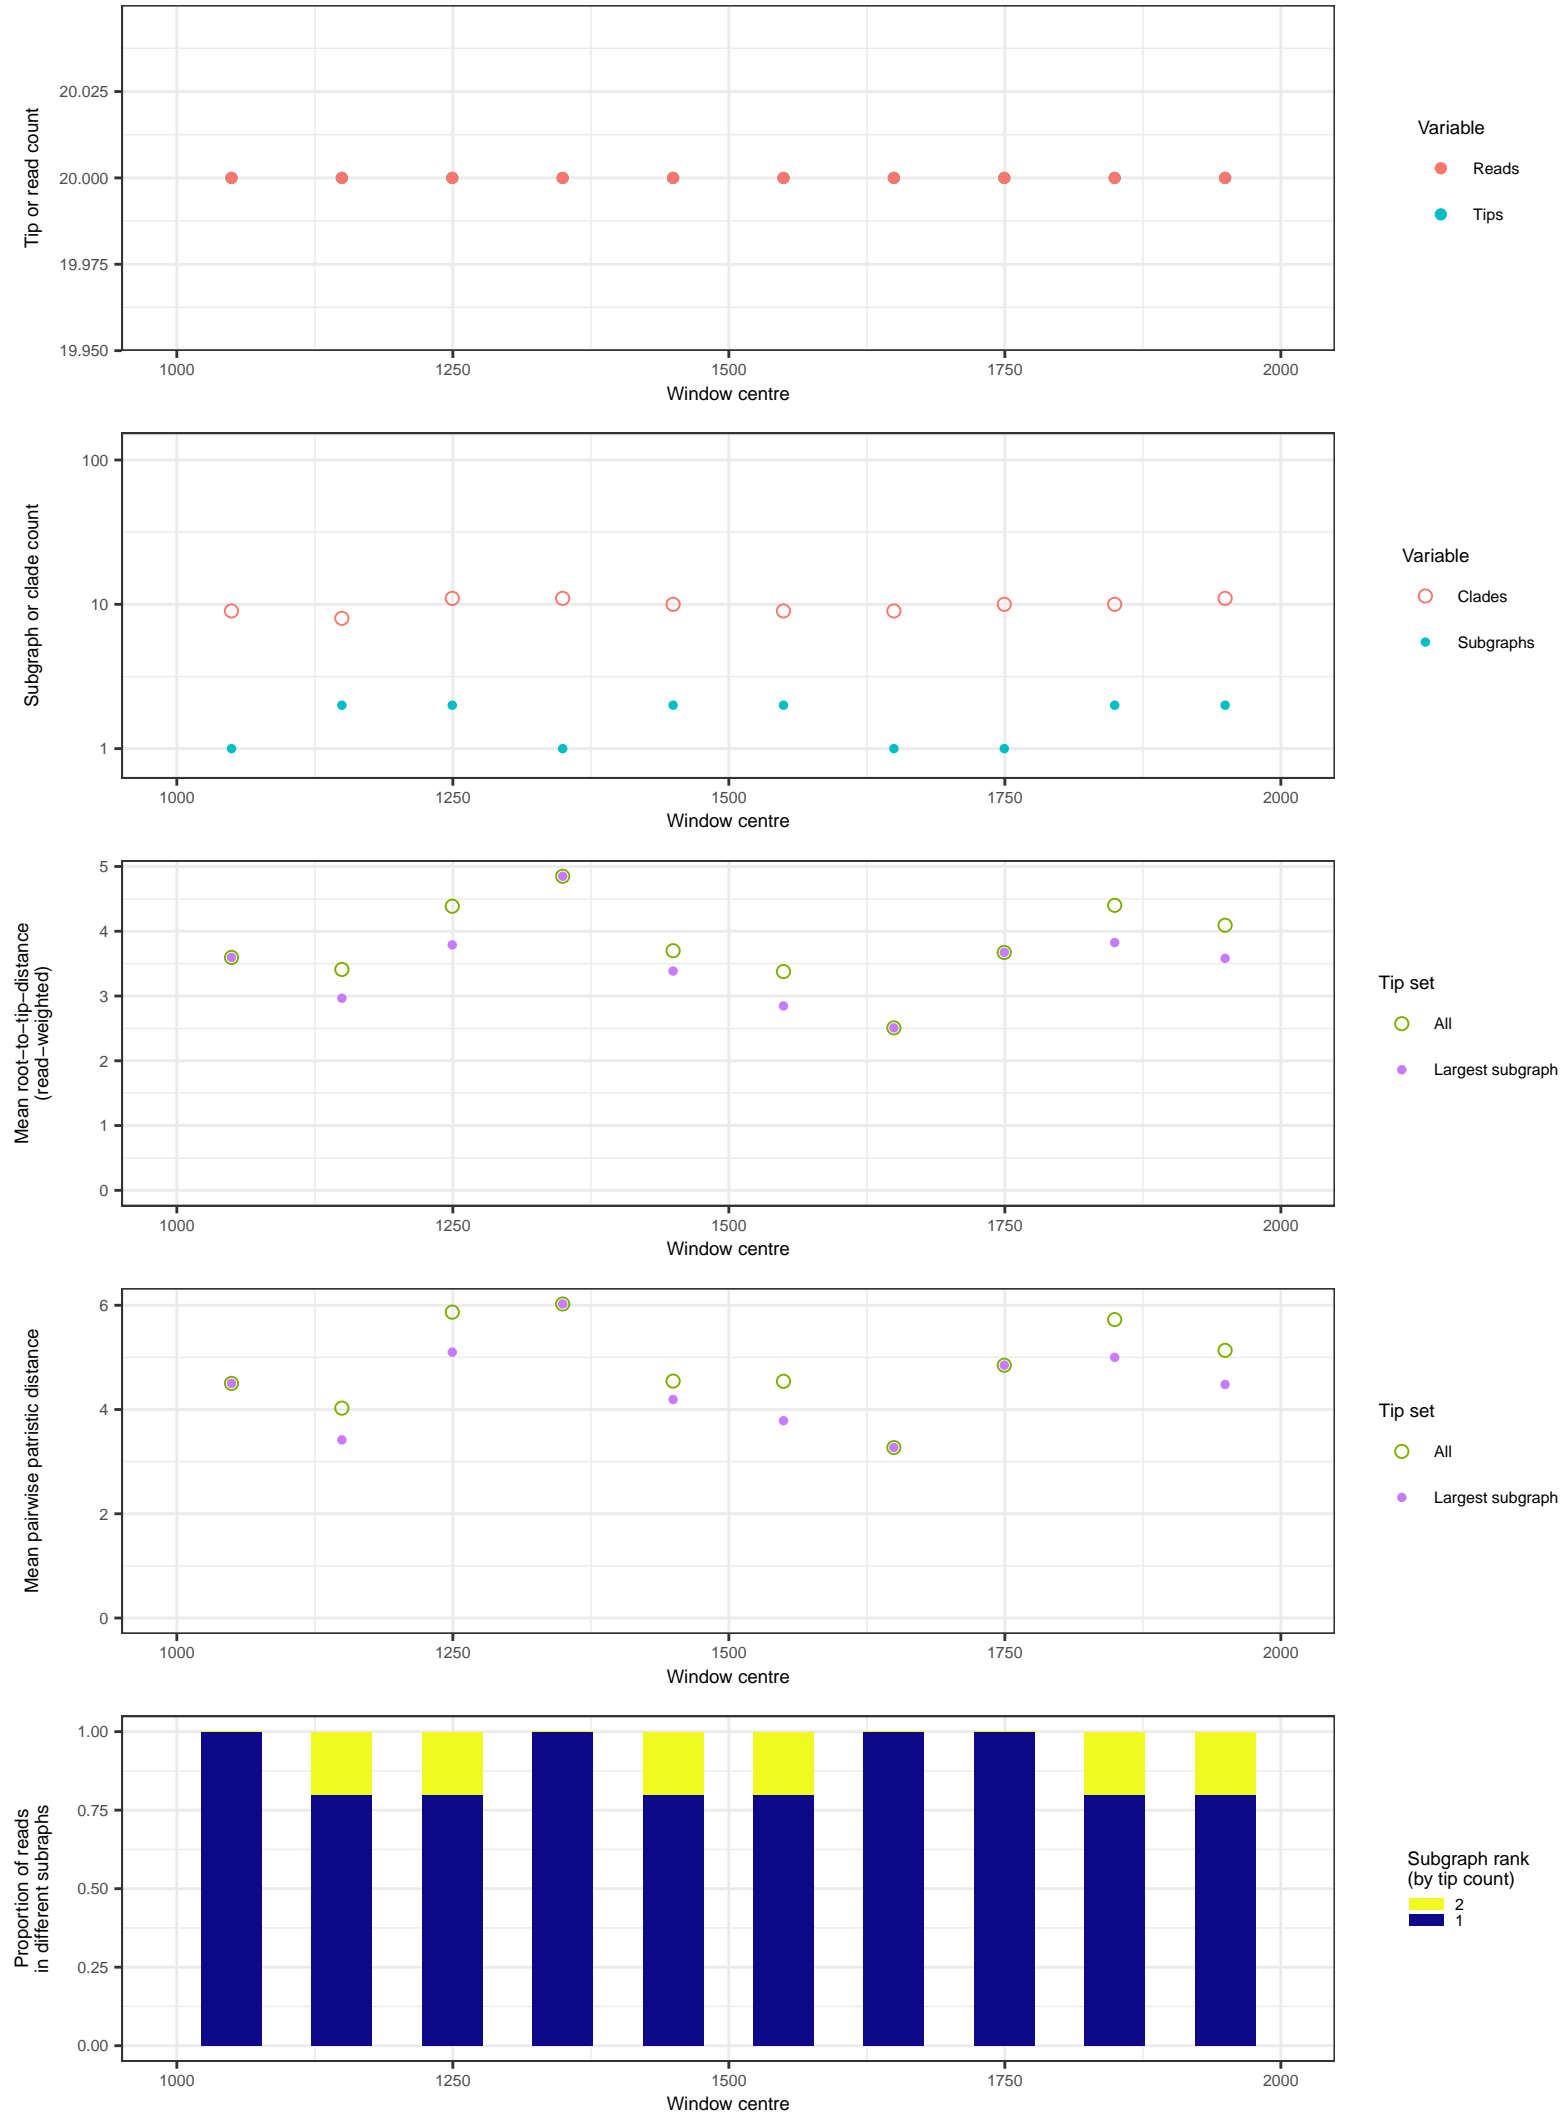 20.025
20.000
19.975
19.950
Tip or read count
1000 1250 1500 1750 2000
Window centre
Variable
Reads
Tips
100
10
1
Subgraph or clade count
1000 1250 1500 1750 2000
Window centre
Variable
Clades
Subgraphs
5
4
3
2
1
0
Mean root−to−tip−distance
(read−weighted)
1000 1250 1500 1750 2000
Window centre
Tip set
All
Largest subgraph
6
4
2
0
Mean pairwise patristic distance
1000 1250 1500 1750 2000
Window centre
Tip set
All
Largest subgraph
1.00
0.75
0.50
0.25
0.00
Proportion of reads
in different subraphs
1000 1250 1500 1750 2000
Window centre
Subgraph rank
(by tip count)
2
1